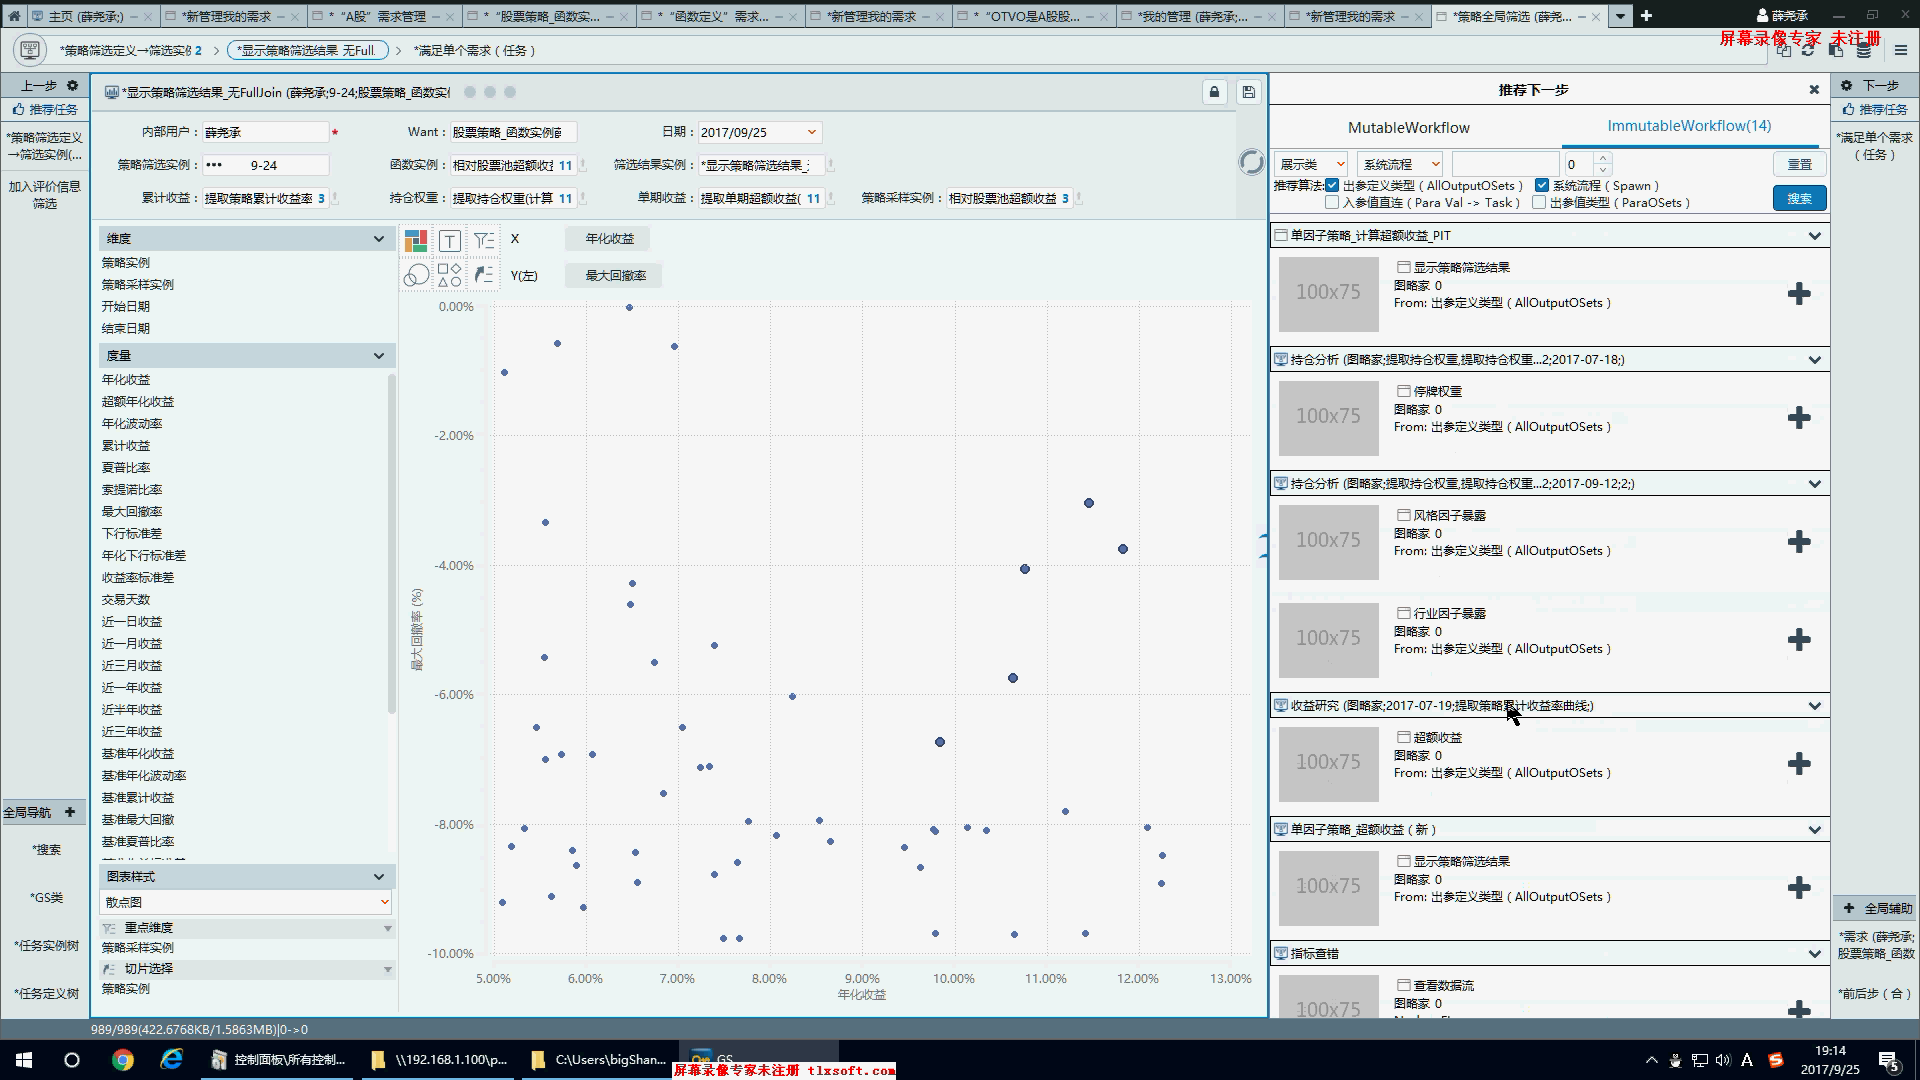 主页 (薛尧承;)
*新管理我的需求
* “A股” 需求管理
* “股票策略_函数实...
* “函数定义” 需求...
*新管理我的需求
* “OTVO是A股股...
*我的管理 (薛尧承;...
*新管理我的需求
*策略全局筛选 (薛尧...
薛尧承
屏幕录像专家 未注册
*策略筛选定义→筛选实例 2
*显示策略筛选结果 无Full.
*满足单个需求（任务）
上一步
推荐任务
*策略筛选定义
→筛选实例(...
加入评价信息
筛选
全局导航
*搜索
*GS类
*任务实例树
*任务定义树
*显示策略筛选结果_无FullJoin (薛尧承;9-24;股票策略_函数实例
内部用户：
薛尧承
*
Want：
股票策略_函数实例
日期：
2017/09/25
策略筛选实例：
••• 9-24
函数实例：
相对股票池超额收益 11
筛选结果实例：
*显示策略筛选结果_
累计收益：
提取策略累计收益率 3
持仓权重：
提取持仓权重(计算 11
单期收益：
提取单期超额收益( 11
策略采样实例：
相对股票池超额收益 3
维度
策略实例
策略采样实例
开始日期
结束日期
度量
年化收益
超额年化收益
年化波动率
累计收益
夏普比率
索提诺比率
最大回撤率
下行标准差
年化下行标准差
收益率标准差
交易天数
近一日收益
近一月收益
近三月收益
近一年收益
近半年收益
近三年收益
基准年化收益
基准年化波动率
基准累计收益
基准最大回撤
基准夏普比率
图表样式
散点图
重点维度
策略采样实例
切片选择
策略实例
X
年化收益
Y(左)
最大回撤率
0.00%
-2.00%
-4.00%
-6.00%
-8.00%
-10.00%
最大回撤率 (%)
5.00%
6.00%
7.00%
8.00%
9.00%
10.00%
11.00%
12.00%
13.00%
年化收益
推荐下一步
MutableWorkflow
ImmutableWorkflow(14)
展示类
系统流程
0
重置
推荐算法:
出参定义类型（AllOutputOSets）
系统流程（Spawn）
入参值直连（Para Val -> Task）
出参值类型（ParaOSets）
搜索
单因子策略_计算超额收益_PIT
100x75
显示策略筛选结果
图略家 0
From: 出参定义类型（AllOutputOSets）
持仓分析 (图略家;提取持仓权重,提取持仓权重...2;2017-07-18;)
100x75
停牌权重
图略家 0
From: 出参定义类型（AllOutputOSets）
持仓分析 (图略家;提取持仓权重,提取持仓权重...2;2017-09-12;2;)
100x75
风格因子暴露
图略家 0
From: 出参定义类型（AllOutputOSets）
100x75
行业因子暴露
图略家 0
From: 出参定义类型（AllOutputOSets）
收益研究 (图略家;2017-07-19;提取策略累计收益率曲线;)
100x75
超额收益
图略家 0
From: 出参定义类型（AllOutputOSets）
单因子策略_超额收益（新）
100x75
显示策略筛选结果
图略家 0
From: 出参定义类型（AllOutputOSets）
指标查错
100x75
查看数据流
图略家 0
下一步
推荐任务
*满足单个需求
（任务）
全局辅助
*需求 (薛尧承;
股票策略_函数
*前后步（合）
989/989(422.6768KB/1.5863MB)|0->0
控制面板\所有控制...
\\192.168.1.100\p...
C:\Users\bigShan...
GS
屏幕录像专家未注册 tlxsoft.com
A
19:14
2017/9/25
5